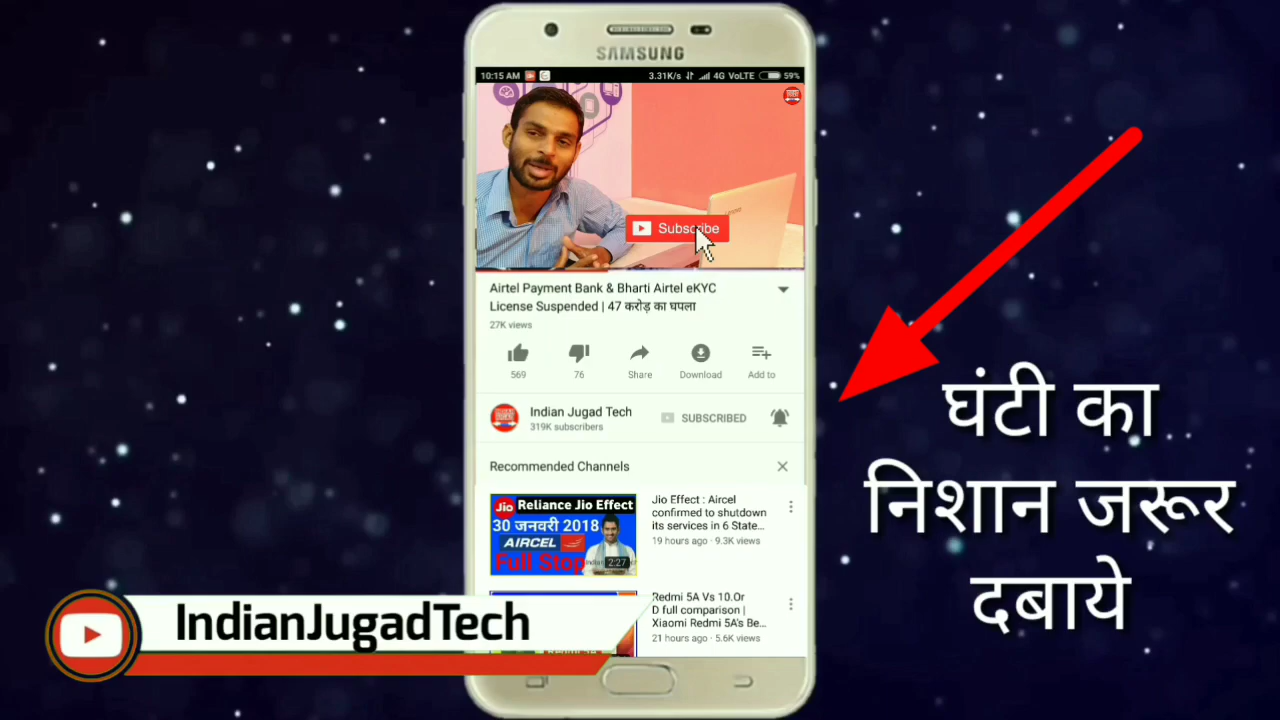 SAMSUNG
10:15 AM 3.31K/s 4G VoLTE 59%
lenovo
Subscribe
Airtel Payment Bank & Bharti Airtel eKYC
License Suspended | 47 करोड़ का घपला
27K views
569 76 Share Download Add to
Indian Jugad Tech
319K subscribers
SUBSCRIBED
Recommended Channels
Jio Reliance Jio Effect
30 जनवरी 2018
AIRCEL
Full Stop
2:27
Jio Effect : Aircel
confirmed to shutdown
its services in 6 State...
19 hours ago · 9.3K views
Redmi 5A Vs 10.Or
D full comparison |
Xiaomi Redmi 5A's Be...
21 hours ago · 5.6K views
घंटी का
निशान जरूर
दबाये
IndianJugadTech